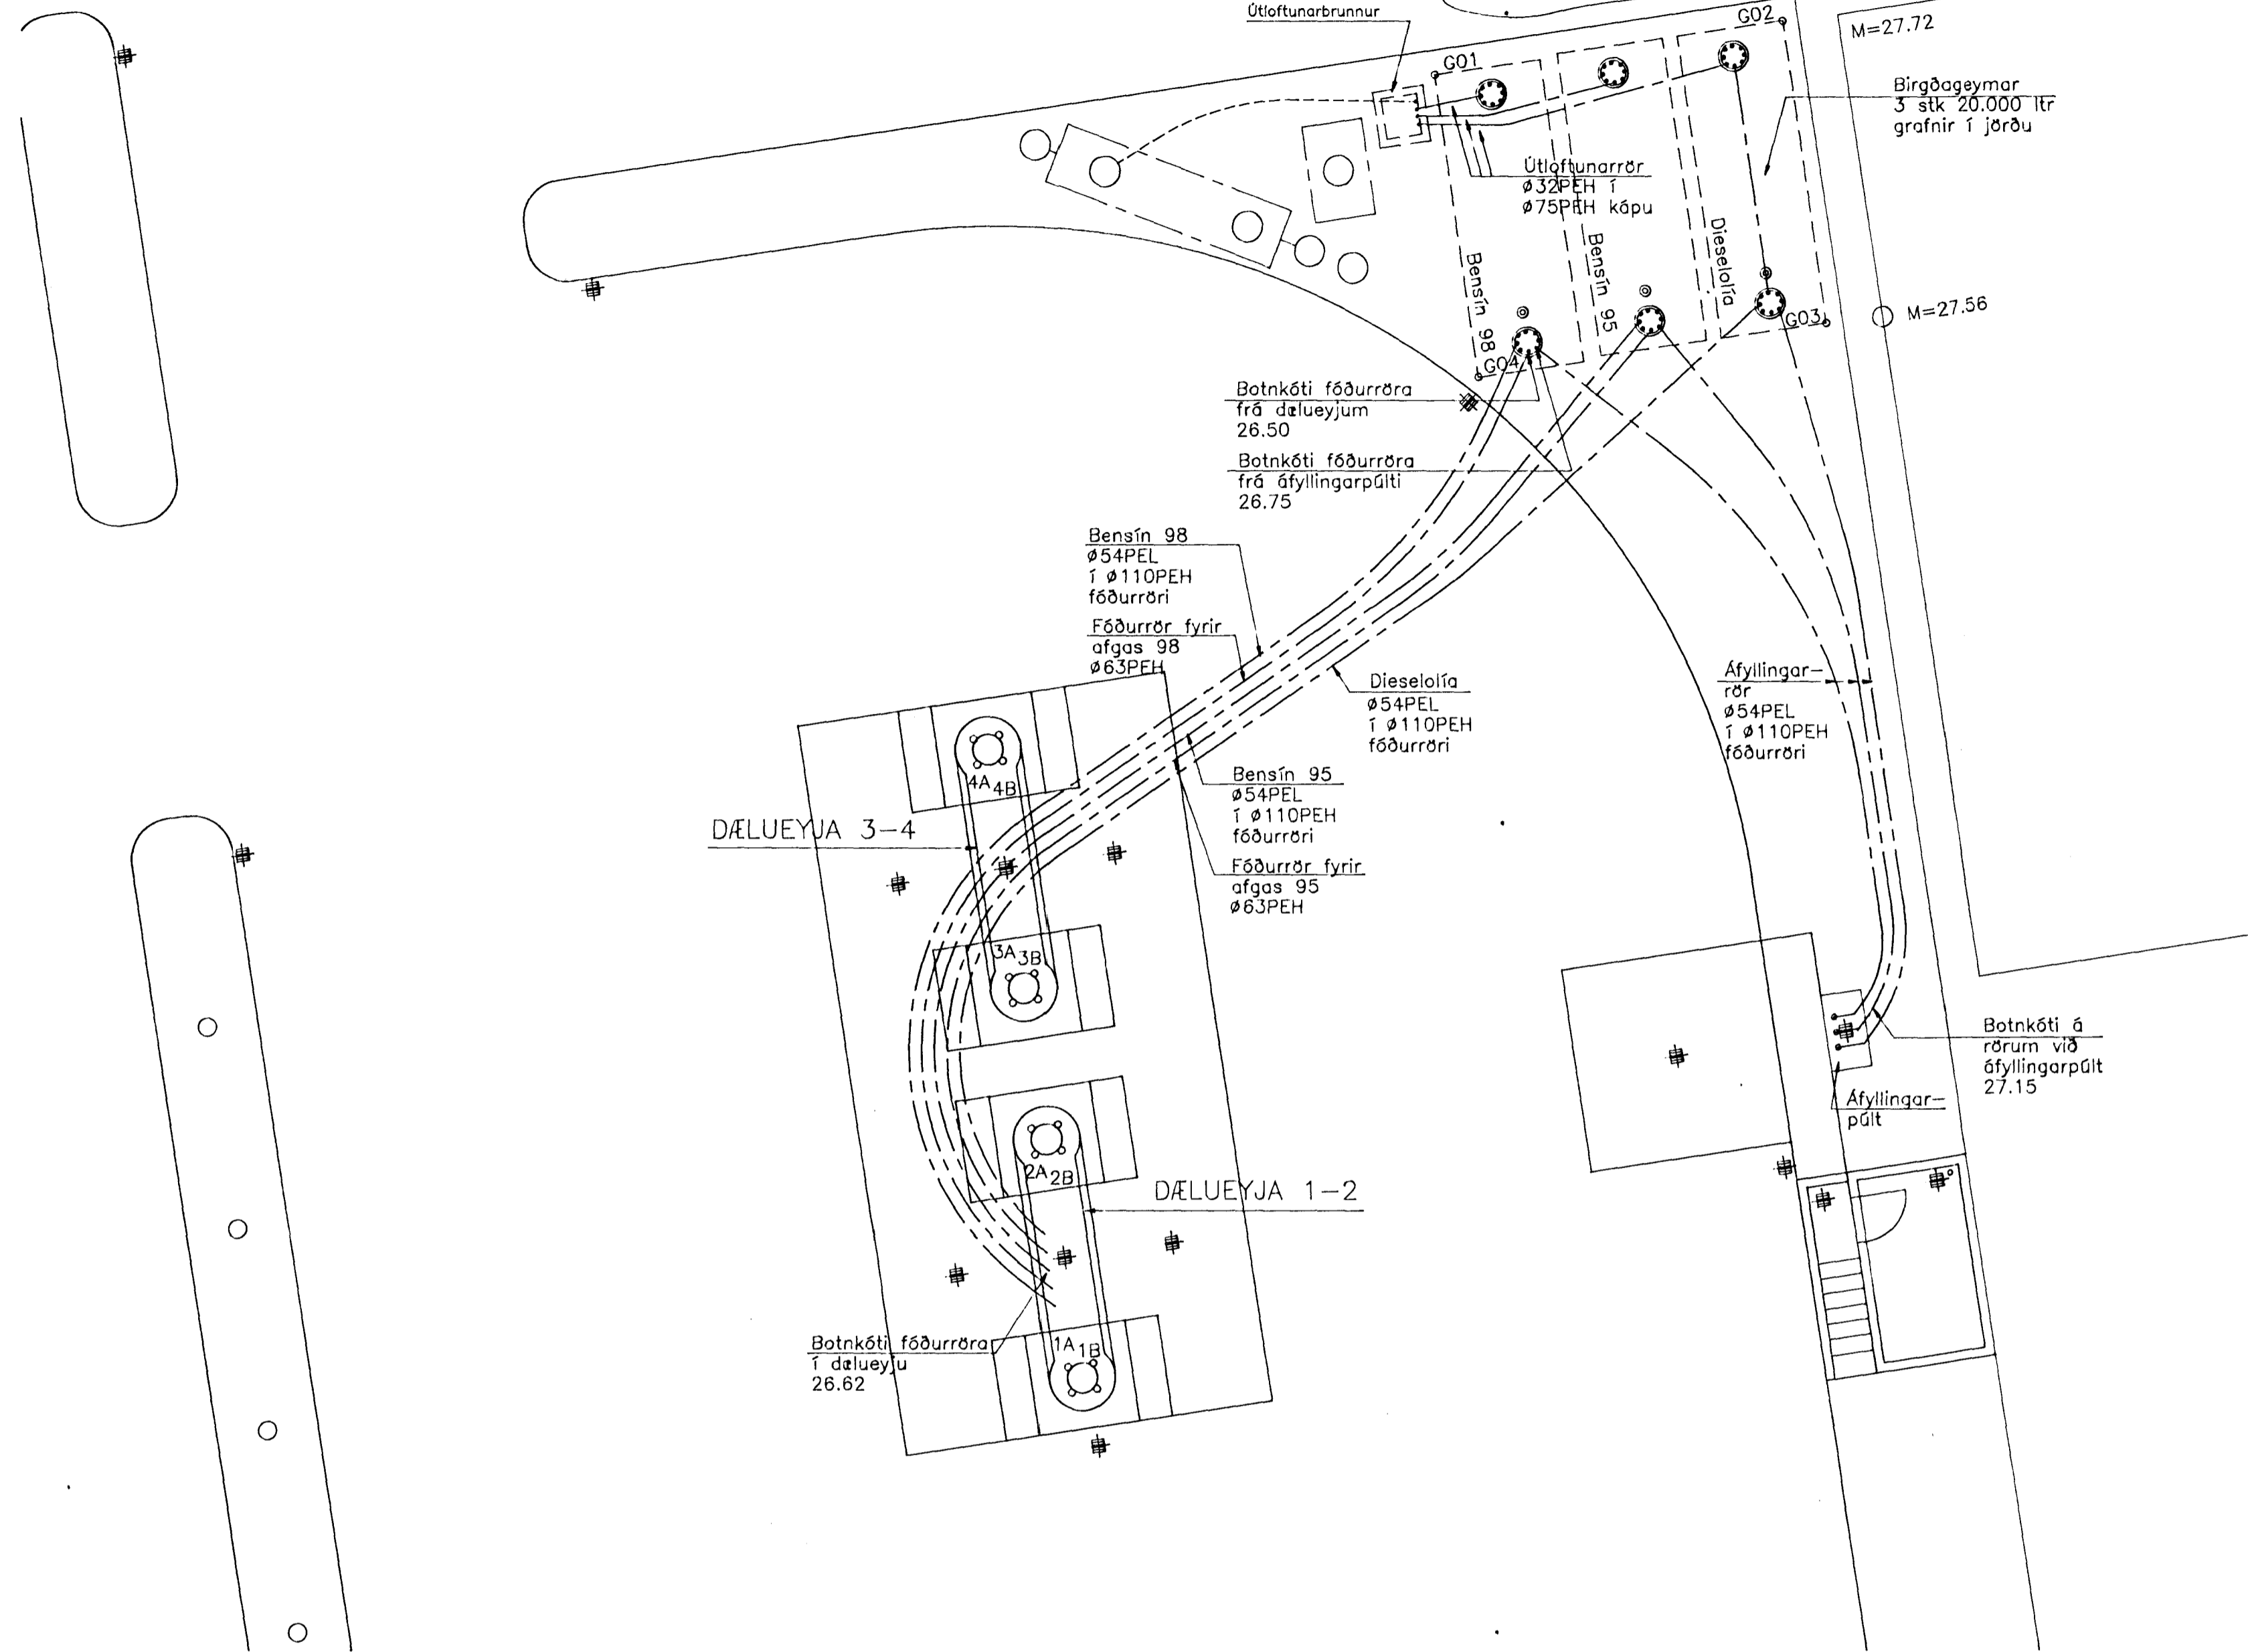 Útloftunarbrunnur
G02
M=27.72
G01
Birgðageymar
3 stk 20.000 ltr
grafnir í jörðu
Útloftunarrör
Ø32PEH í
Ø75PEH kápu
Bensín 98
Bensín 95
Dieselolía
G03
M=27.56
G04
Botnkóti fóðurröra
frá dælueyjum
26.50
Botnkóti fóðurröra
frá áfyllingarpúlti
26.75
Bensín 98
Ø54PEL
í Ø110PEH
fóðurröri
Fóðurrör fyrir
afgas 98
Ø63PEH
Dieselolía
Ø54PEL
í Ø110PEH
fóðurröri
Áfyllingar-
rör
Ø54PEL
í Ø110PEH
fóðurröri
Bensín 95
Ø54PEL
í Ø110PEH
fóðurröri
Fóðurrör fyrir
afgas 95
Ø63PEH
4A 4B
DÆLUEYJA 3-4
3A 3B
Botnkóti á
rörum við
áfyllingarpúlt
27.15
Áfyllingar-
púlt
2A 2B
DÆLUEYJA 1-2
Botnkóti fóðurröra
í dælueyju
26.62
1A 1B